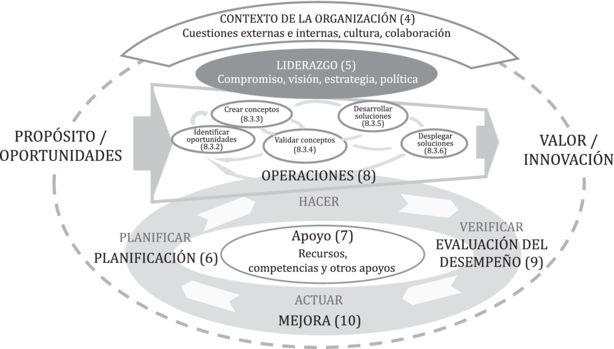 CONTEXTO DE LA ORGANIZACIÓN (4)
Cuestiones externas e internas, cultura, colaboración
LIDERAZGO (5)
Compromiso, visión, estrategia, política
Crear conceptos
(8.3.3)
Desarrollar
soluciones
(8.3.5)
Identificar
oportunidades
(8.3.2)
Validar conceptos
(8.3.4)
Desplegar
soluciones
(8.3.6)
PROPÓSITO /
OPORTUNIDADES
VALOR /
INNOVACIÓN
OPERACIONES (8)
HACER
PLANIFICAR
PLANIFICACIÓN (6)
Apoyo (7)
Recursos,
competencias y otros apoyos
VERIFICAR
EVALUACIÓN DEL
DESEMPEÑO (9)
ACTUAR
MEJORA (10)